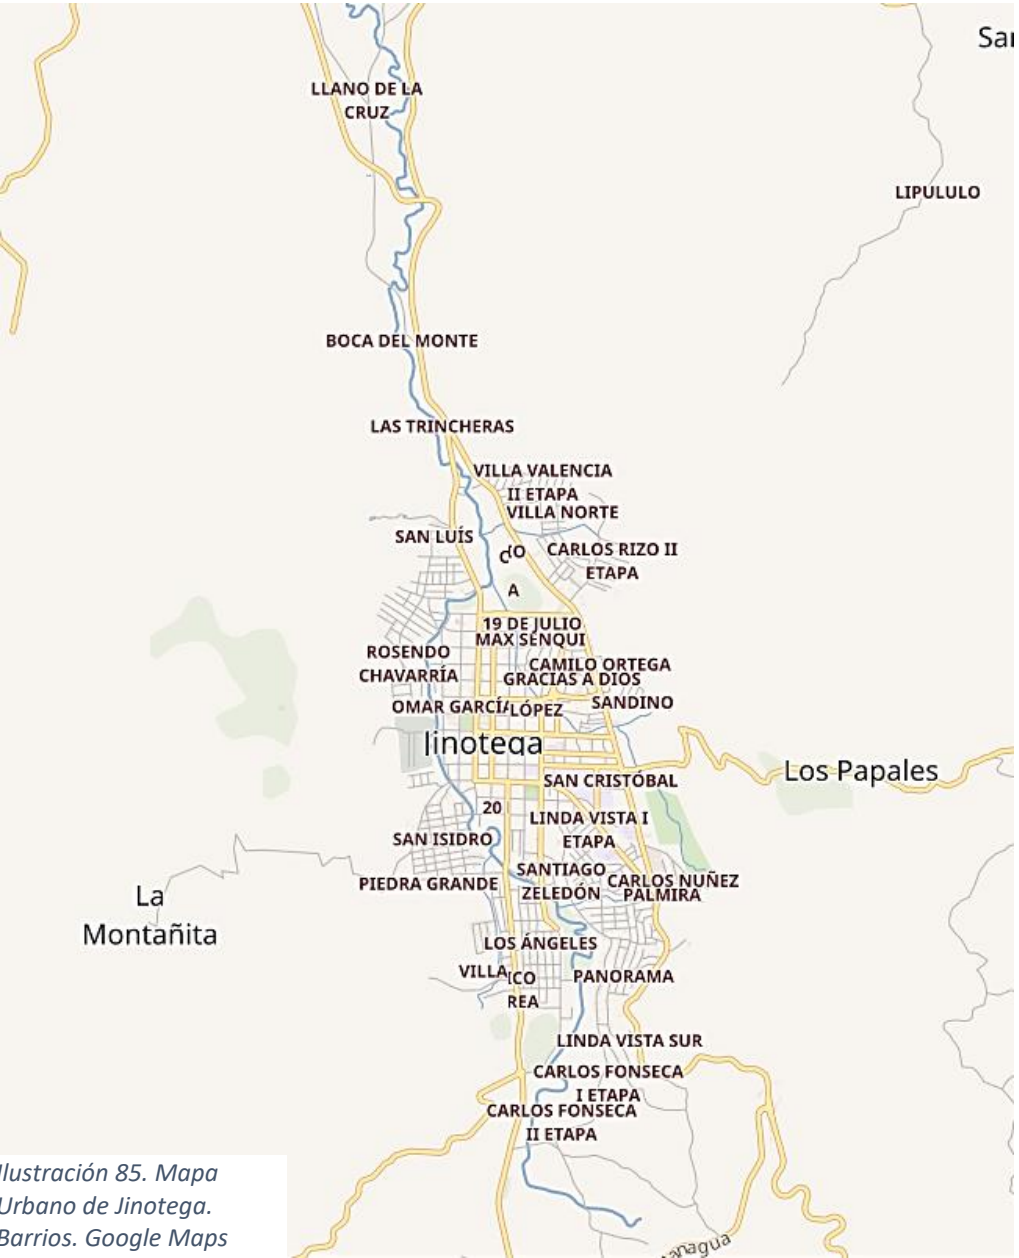 Sa
LLANO DE LA
CRUZ
LIPULULO
BOCA DEL MONTE
LAS TRINCHERAS
VILLA VALENCIA
II ETAPA
VILLA NORTE
SAN LUÍS
CARLOS RIZO II
ETAPA
A
19 DE JULIO
MAX SENQUI
ROSENDO
CHAVARRÍA
CAMILO ORTEGA
GRACIAS A DIOS
SANDINO
OMAR GARCÍA
LÓPEZ
Jinotega
Los Papales
SAN CRISTÓBAL
20
LINDA VISTA I
ETAPA
SAN ISIDRO
SANTIAGO
ZELEDÓN
CARLOS NUÑEZ
PALMIRA
PIEDRA GRANDE
La
Montañita
LOS ÁNGELES
VILLA
ICO
REA
PANORAMA
LINDA VISTA SUR
CARLOS FONSECA
I ETAPA
CARLOS FONSECA
II ETAPA
Ilustración 85. Mapa
Urbano de Jinotega.
Barrios. Google Maps
anagua